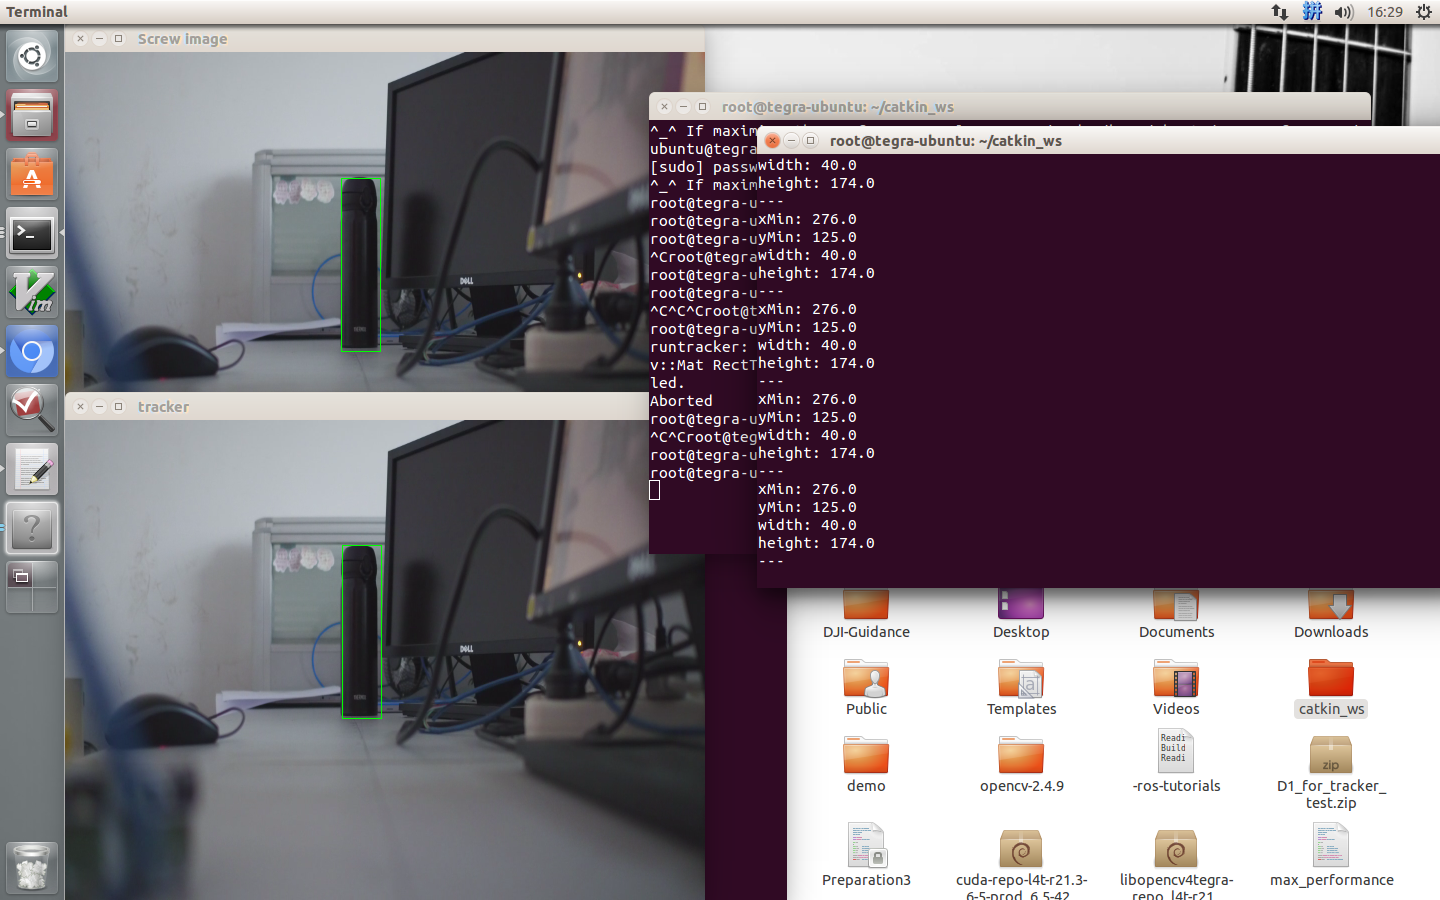 Terminal
拼
16:29
Screw image
DELL
tracker
DELL
root@tegra-ubuntu: ~/catkin_ws
^_^ If maxim
ubuntu@tegra
[sudo] passw
^_^ If maxim
root@tegra-u
root@tegra-u
root@tegra-u
^Croot@tegra
root@tegra-u
root@tegra-u
^C^C^Croot@t
root@tegra-u
runtracker:
v::Mat RectT
led.
Aborted
root@tegra-u
^C^Croot@teg
root@tegra-u
root@tegra-u
root@tegra-ubuntu: ~/catkin_ws
width: 40.0
height: 174.0
---
xMin: 276.0
yMin: 125.0
width: 40.0
height: 174.0
---
xMin: 276.0
yMin: 125.0
width: 40.0
height: 174.0
---
xMin: 276.0
yMin: 125.0
width: 40.0
height: 174.0
---
xMin: 276.0
yMin: 125.0
width: 40.0
height: 174.0
---
DJI-Guidance
Desktop
Documents
Downloads
Public
Templates
Videos
catkin_ws
Readi
Build
Readi
zip
demo
opencv-2.4.9
-ros-tutorials
D1_for_tracker_
test.zip
Preparation3
cuda-repo-l4t-r21.3-
6-5-prod_6.5-42
libopencv4tegra-
repo_l4t-r21
max_performance